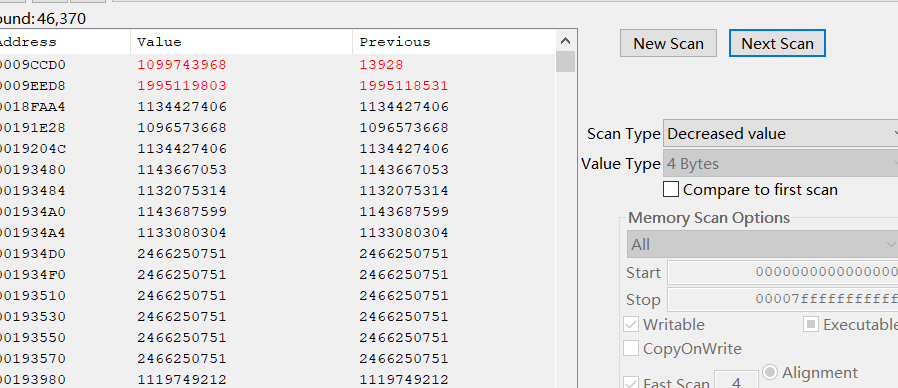 ound: 46,370
Address Value Previous
0009CCD0 1099743968 13928
0009EED8 1995119803 1995118531
0018FAA4 1134427406 1134427406
00191E28 1096573668 1096573668
0019204C 1134427406 1134427406
00193480 1143667053 1143667053
00193484 1132075314 1132075314
001934A0 1143687599 1143687599
001934A4 1133080304 1133080304
001934D0 2466250751 2466250751
001934F0 2466250751 2466250751
00193510 2466250751 2466250751
00193530 2466250751 2466250751
00193550 2466250751 2466250751
00193570 2466250751 2466250751
00193980 1119749212 1119749212
New Scan Next Scan
Scan Type Decreased value
Value Type 4 Bytes
Compare to first scan
Memory Scan Options
All
Start 0000000000000000
Stop 00007fffffffffff
Writable Executable
CopyOnWrite
Fast Scan 4 Alignment